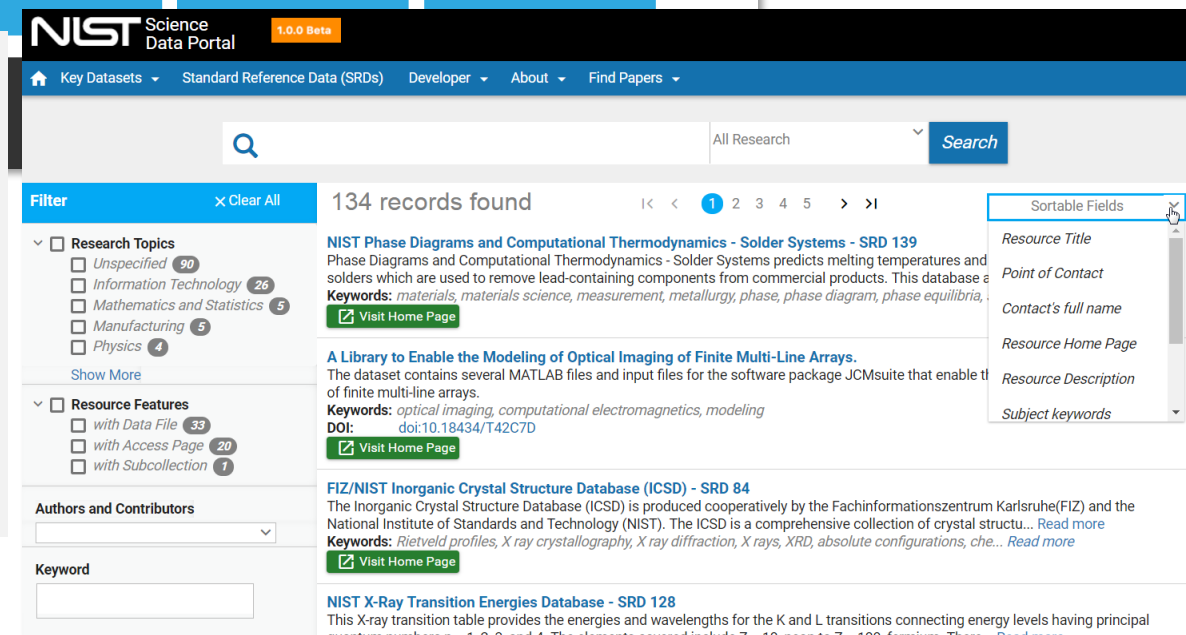 NIST Science Data Portal
1.0.0 Beta
Key Datasets Standard Reference Data (SRDs) Developer About Find Papers
All Research Search
Filter
× Clear All
Research Topics
Unspecified 90
Information Technology 26
Mathematics and Statistics 5
Manufacturing 5
Physics 4
Show More
Resource Features
with Data File 33
with Access Page 20
with Subcollection 1
Authors and Contributors
Keyword
134 records found
1 2 3 4 5
Sortable Fields
Resource Title
Point of Contact
Contact's full name
Resource Home Page
Resource Description
Subject keywords
NIST Phase Diagrams and Computational Thermodynamics - Solder Systems - SRD 139
Phase Diagrams and Computational Thermodynamics - Solder Systems predicts melting temperatures and
solders which are used to remove lead-containing components from commercial products. This database
Keywords: materials, materials science, measurement, metallurgy, phase, phase diagram, phase equilibria,
Visit Home Page
A Library to Enable the Modeling of Optical Imaging of Finite Multi-Line Arrays.
The dataset contains several MATLAB files and input files for the software package JCMsuite that enable
of finite multi-line arrays.
Keywords: optical imaging, computational electromagnetics, modeling
DOI: doi:10.18434/T42C7D
Visit Home Page
FIZ/NIST Inorganic Crystal Structure Database (ICSD) - SRD 84
The Inorganic Crystal Structure Database (ICSD) is produced cooperatively by the Fachinformationszentrum Karlsruhe(FIZ) and the
National Institute of Standards and Technology (NIST). The ICSD is a comprehensive collection of crystal structu... Read more
Keywords: Rietveld profiles, X ray crystallography, X ray diffraction, X rays, XRD, absolute configurations, che... Read more
Visit Home Page
NIST X-Ray Transition Energies Database - SRD 128
This X-ray transition table provides the energies and wavelengths for the K and L transitions connecting energy levels having principal